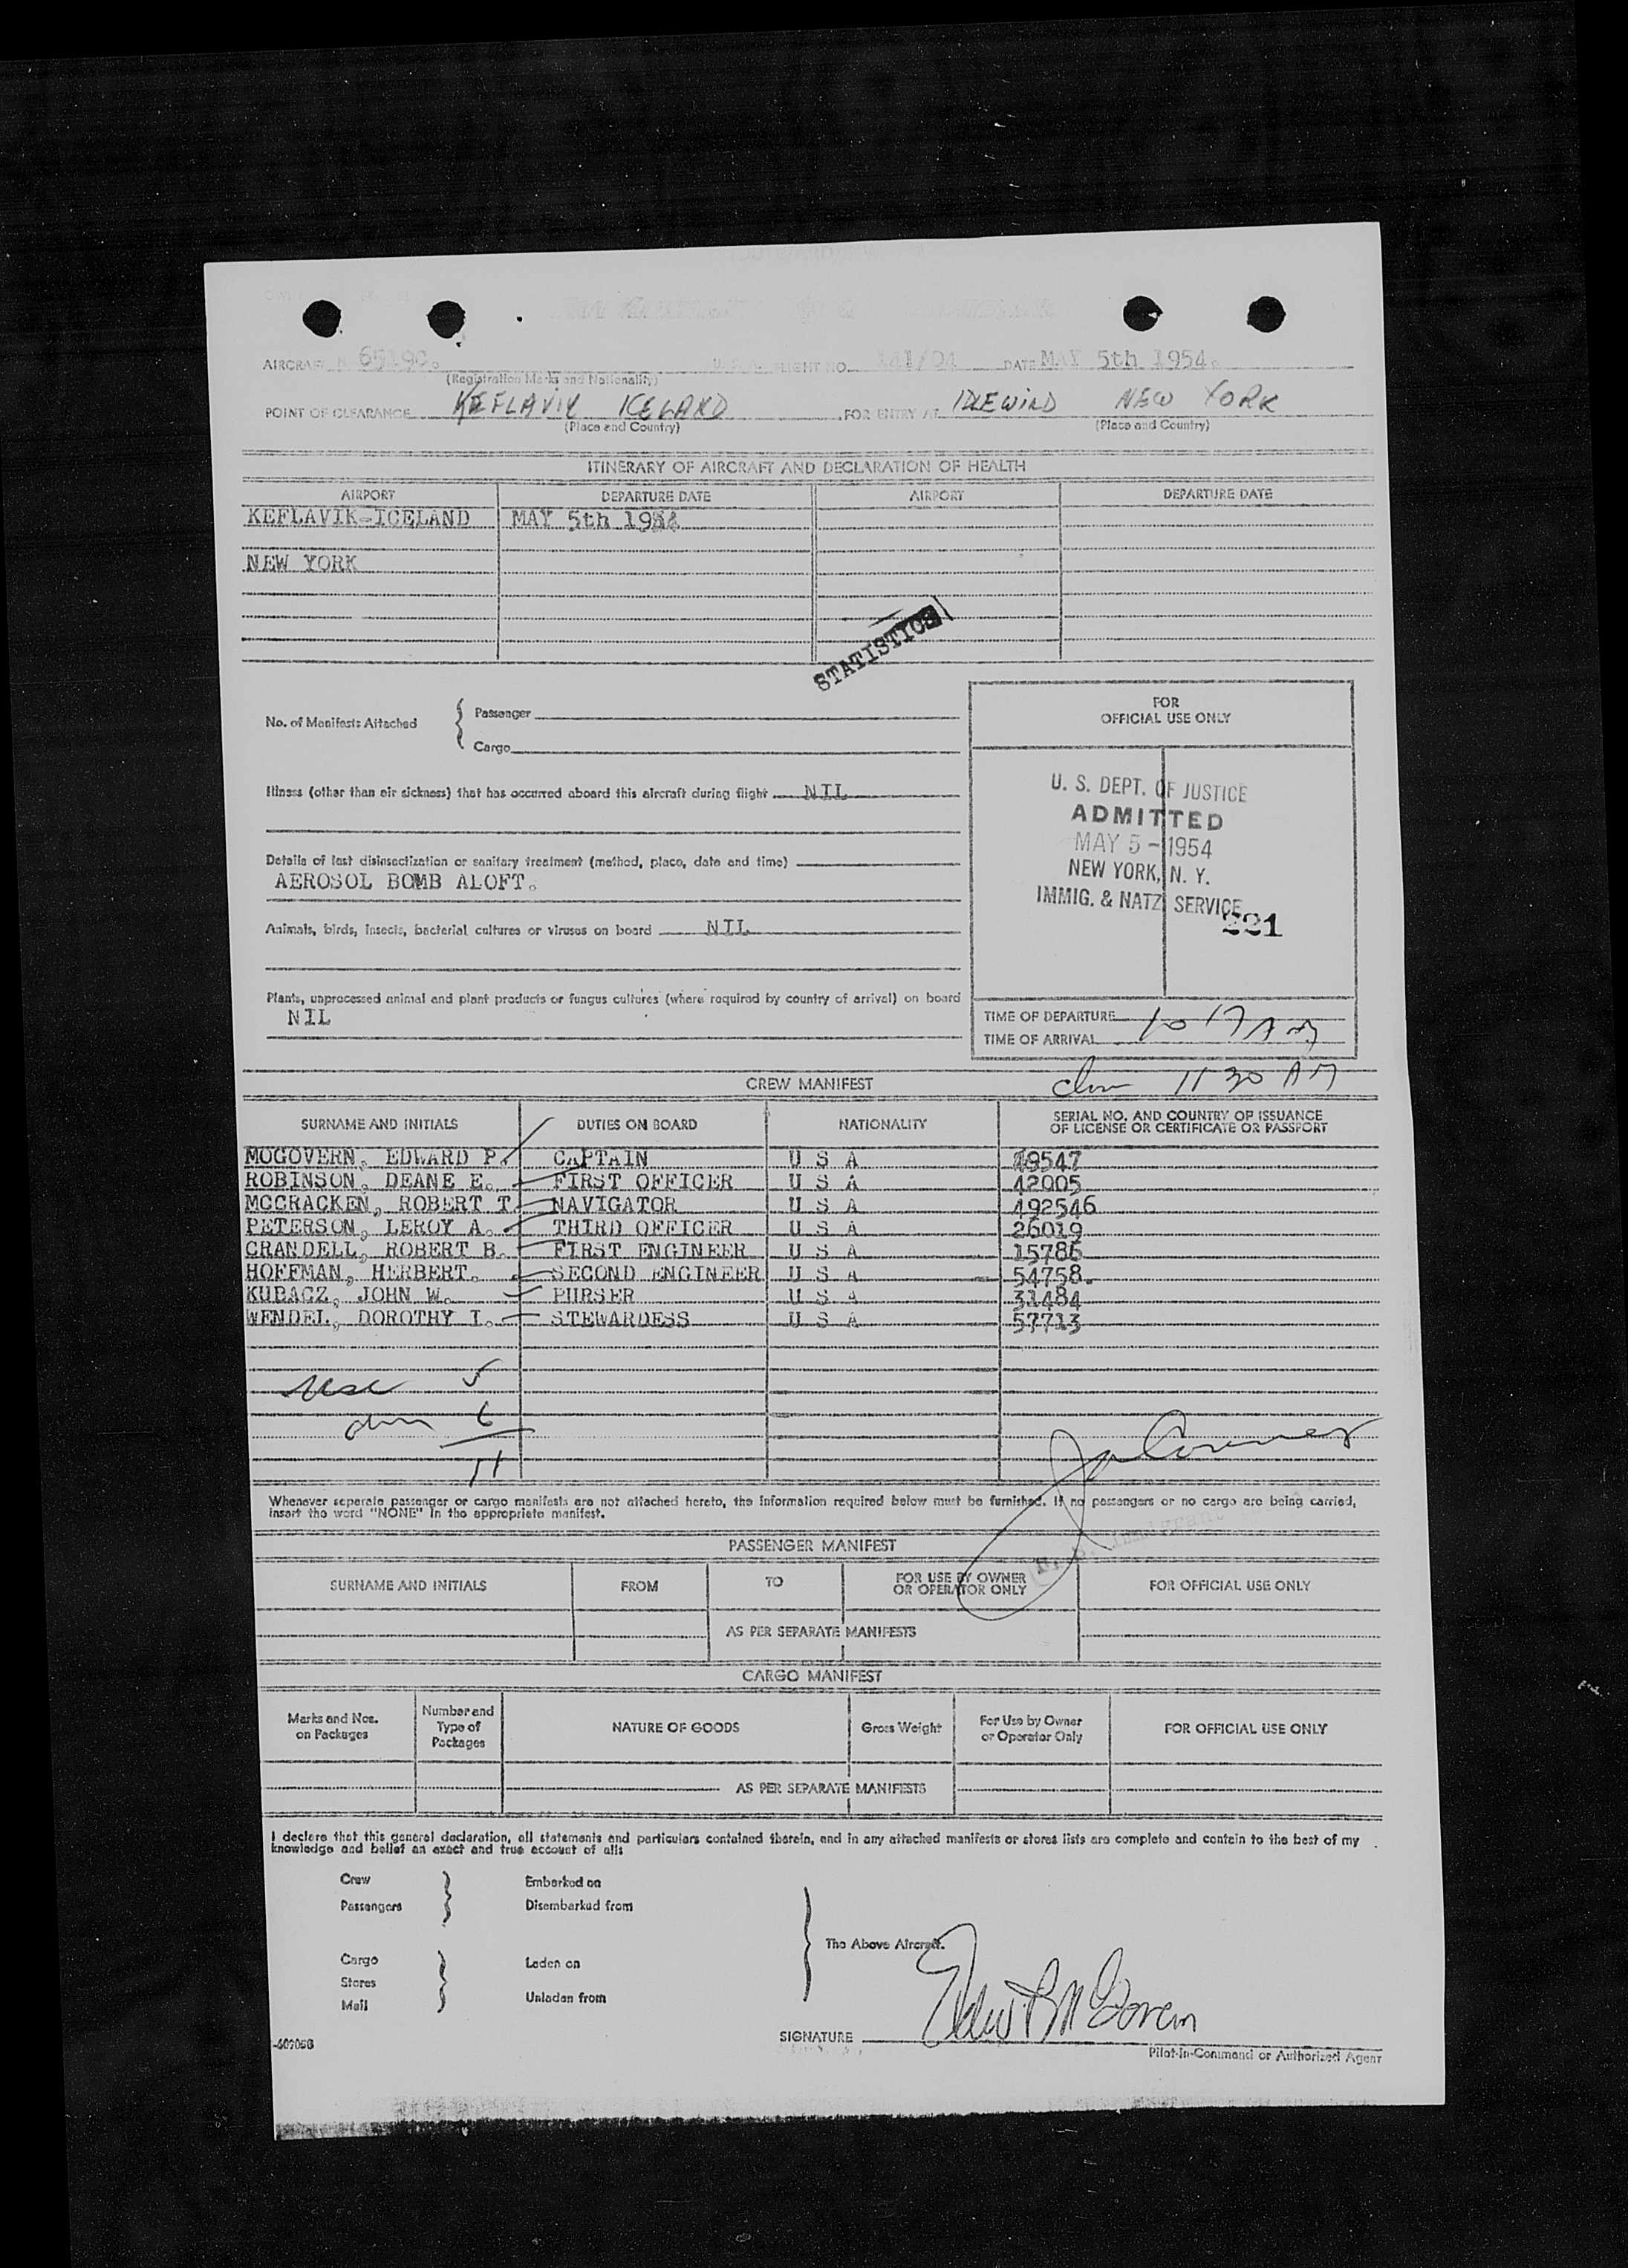 AIRCRAFT N 65190. U.S.A. FLIGHT NO. 141/04 DATE MAY 5th 1954.
(Registration Marks and Nationality)
POINT OF CLEARANCE KEFLAVIK ICELAND FOR ENTRY AT IDLEWILD NEW YORK
(Place and Country) (Place and Country)
ITINERARY OF AIRCRAFT AND DECLARATION OF HEALTH
AIRPORT DEPARTURE DATE AIRPORT DEPARTURE DATE
KEFLAVIK-ICELAND MAY 5th 1954
NEW YORK
STATISTICS
No. of Manifests Attached { Passenger
Cargo
FOR
OFFICIAL USE ONLY
U. S. DEPT. OF JUSTICE
ADMITTED
MAY 5 - 1954
NEW YORK, N. Y.
IMMIG. & NATZ SERVICE
221
Illness (other than air sickness) that has occurred aboard this aircraft during flight NIL
Details of last disinsectization or sanitary treatment (method, place, date and time)
AEROSOL BOMB ALOFT.
Animals, birds, insects, bacterial cultures or viruses on board NIL
Plants, unprocessed animal and plant products or fungus cultures (where required by country of arrival) on board
NIL
TIME OF DEPARTURE
TIME OF ARRIVAL 10 17 AM
11 30 AM
CREW MANIFEST
SURNAME AND INITIALS DUTIES ON BOARD NATIONALITY SERIAL NO. AND COUNTRY OF ISSUANCE
OF LICENSE OR CERTIFICATE OR PASSPORT
MCGOVERN, EDWARD P. CAPTAIN U S A 49547
ROBINSON, DEANE E. FIRST OFFICER U S A 42005
MCCRACKEN, ROBERT T. NAVIGATOR U S A 492546
PETERSON, LEROY A. THIRD OFFICER U S A 26019
CRANDELL, ROBERT B. FIRST ENGINEER U S A 15786
HOFFMAN, HERBERT. SECOND ENGINEER U S A 54758.
KUBACZ, JOHN W. PURSER U S A 31484
WENDEL, DOROTHY I. STEWARDESS U S A 57713
usc 5
6
11
Whenever separate passenger or cargo manifests are not attached hereto, the information required below must be furnished. If no passengers or no cargo are being carried,
insert the word "NONE" in the appropriate manifest.
PASSENGER MANIFEST
SURNAME AND INITIALS FROM TO FOR USE BY OWNER
OR OPERATOR ONLY FOR OFFICIAL USE ONLY
AS PER SEPARATE MANIFESTS
CARGO MANIFEST
Marks and Nos.
on Packages Number and
Type of
Packages NATURE OF GOODS Gross Weight For Use by Owner
or Operator Only FOR OFFICIAL USE ONLY
AS PER SEPARATE MANIFESTS
I declare that this general declaration, all statements and particulars contained therein, and in any attached manifests or stores lists are complete and contain to the best of my
knowledge and belief an exact and true account of all:
Crew Embarked on
Passengers Disembarked from
The Above Aircraft.
Cargo Laden on
Stores
Mail Unladen from
SIGNATURE Edw P McGovern
Pilot-in-Command or Authorized Agent